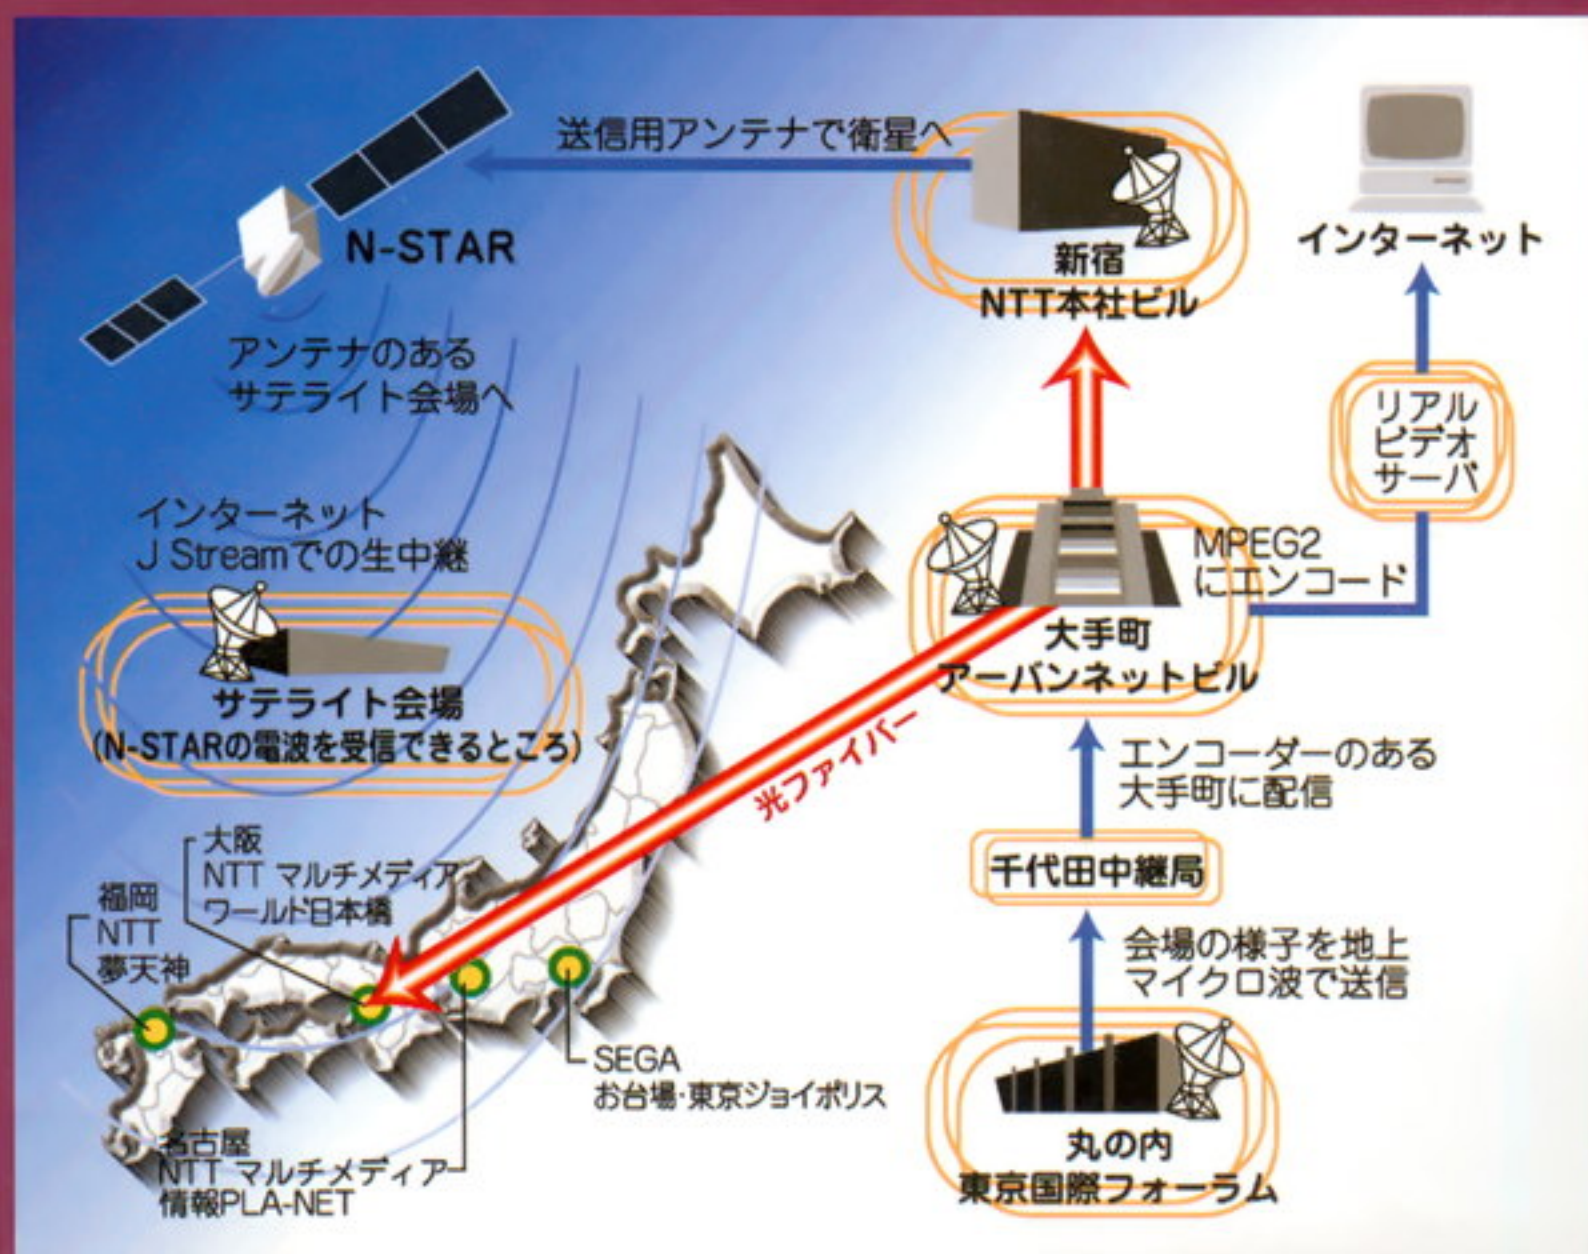 送信用アンテナで衛星へ
N-STAR
新宿
NTT本社ビル
インターネット
アンテナのある
サテライト会場へ
リアル
ビデオ
サーバ
インターネット
J Streamでの生中継
MPEG2
にエンコード
大手町
アーバンネットビル
サテライト会場
(N-STARの電波を受信できるところ)
光ファイバー
エンコーダーのある
大手町に配信
千代田中継局
大阪
NTT マルチメディア
ワールド日本橋
福岡
NTT
夢天神
会場の様子を地上
マイクロ波で送信
SEGA
お台場·東京ジョイポリス
名古屋
NTT マルチメディア
情報PLA-NET
丸の内
東京国際フォーラム